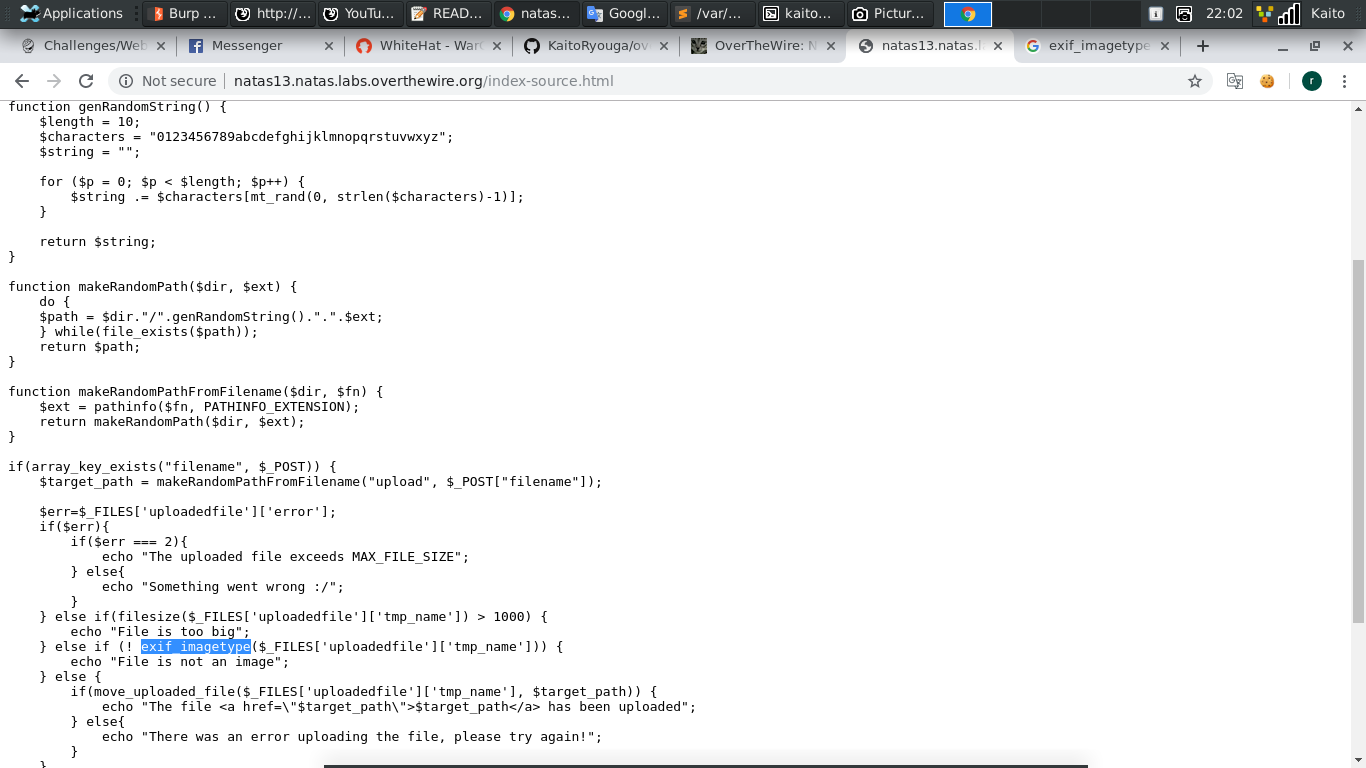 Applications Burp ... http://... YouTu... READ... natas... Googl... /var/... kaito... Pictur... 22:02 Kaito
Challenges/Web Messenger WhiteHat - WarG KaitoRyouga/ov OverTheWire: N natas13.natas.la exif_imagetype
Not secure natas13.natas.labs.overthewire.org/index-source.html r
function genRandomString() {
$length = 10;
$characters = "0123456789abcdefghijklmnopqrstuvwxyz";
$string = "";
for ($p = 0; $p < $length; $p++) {
$string .= $characters[mt_rand(0, strlen($characters)-1)];
}
return $string;
}
function makeRandomPath($dir, $ext) {
do {
$path = $dir."/".genRandomString().".".$ext;
} while(file_exists($path));
return $path;
}
function makeRandomPathFromFilename($dir, $fn) {
$ext = pathinfo($fn, PATHINFO_EXTENSION);
return makeRandomPath($dir, $ext);
}
if(array_key_exists("filename", $_POST)) {
$target_path = makeRandomPathFromFilename("upload", $_POST["filename"]);
$err=$_FILES['uploadedfile']['error'];
if($err){
if($err === 2){
echo "The uploaded file exceeds MAX_FILE_SIZE";
} else{
echo "Something went wrong :/";
}
} else if(filesize($_FILES['uploadedfile']['tmp_name']) > 1000) {
echo "File is too big";
} else if (! exif_imagetype($_FILES['uploadedfile']['tmp_name'])) {
echo "File is not an image";
} else {
if(move_uploaded_file($_FILES['uploadedfile']['tmp_name'], $target_path)) {
echo "The file <a href=\"$target_path\">$target_path</a> has been uploaded";
} else{
echo "There was an error uploading the file, please try again!";
}
}